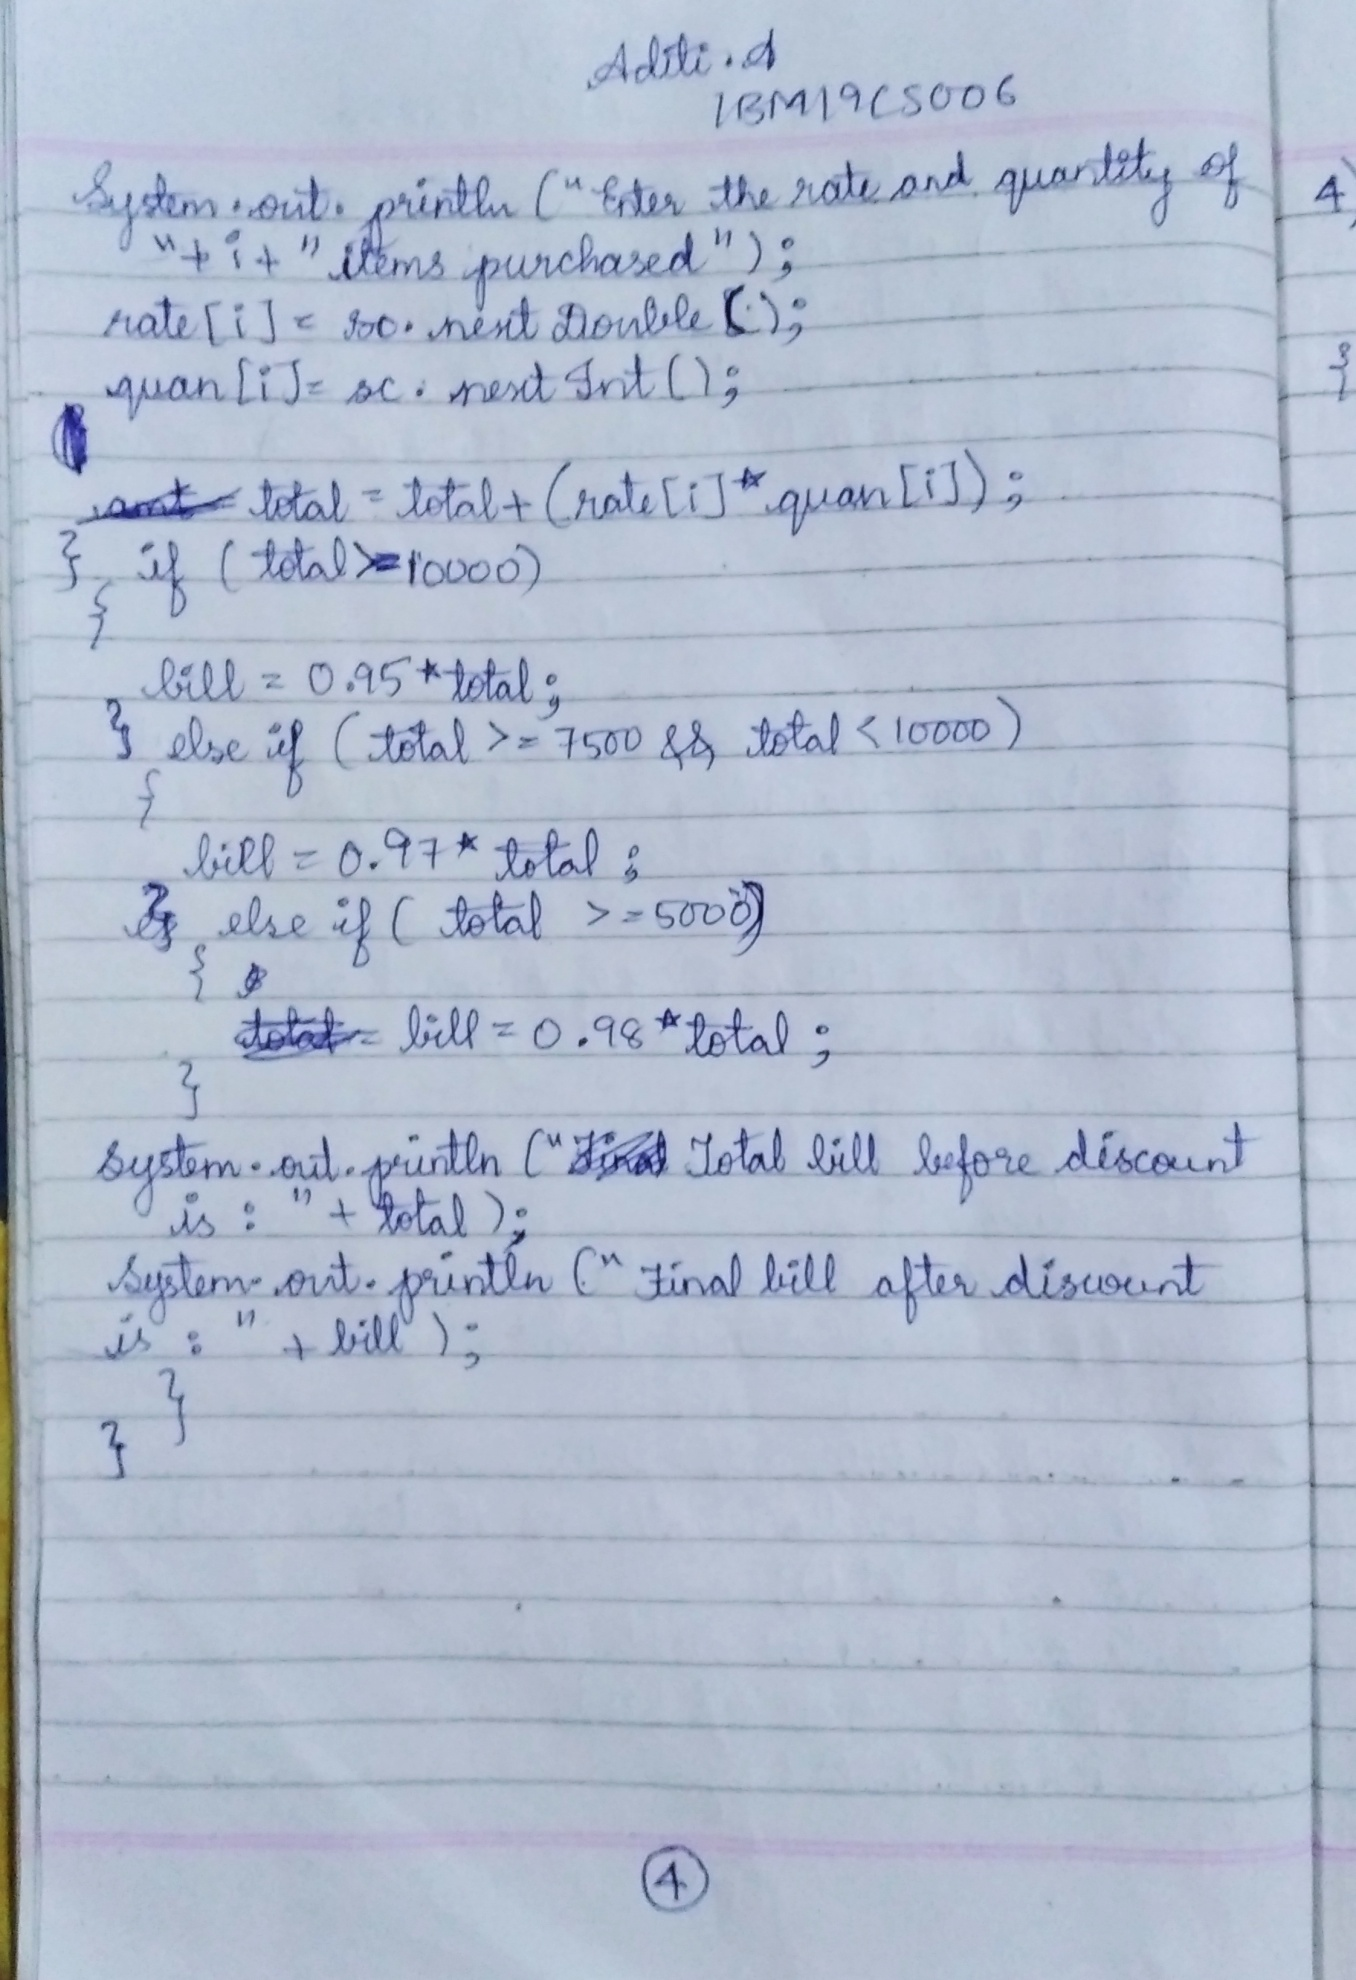 Aditi. A
1BM19CS006
System.out.println ("Enter the rate and quantity of
"+i+" items purchased");
rate[i] = sc.nextDouble();
quan[i] = sc.nextInt();
total = total + (rate[i] * quan[i]);
} if (total >= 10000)
{
bill = 0.95 * total;
} else if (total >= 7500 && total < 10000)
{
bill = 0.97 * total;
} else if (total >= 5000)
{
bill = 0.98 * total;
}
System.out.println ("Total bill before discount
is : " + total);
System.out.println ("Final bill after discount
is : " + bill);
}
}
4
4)
}